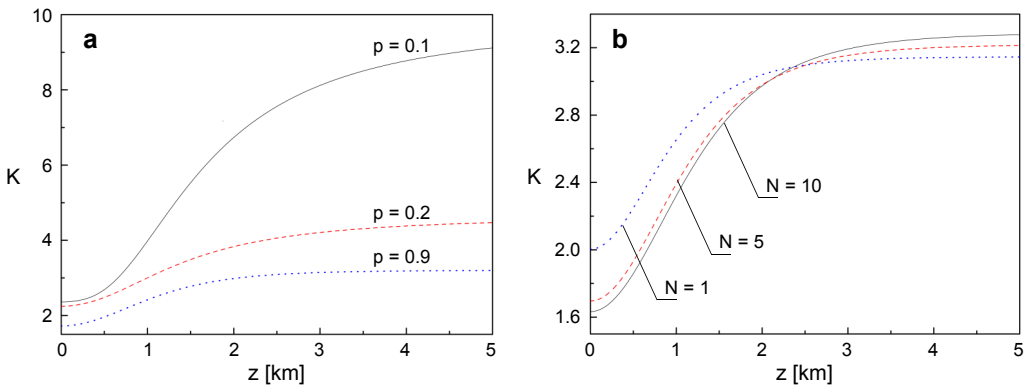 a
10
8
6
4
2
K
p = 0.1
p = 0.2
p = 0.9
0 1 2 3 4 5
z [km]
b
3.2
2.8
2.4
2.0
1.6
K
N = 10
N = 5
N = 1
0 1 2 3 4 5
z [km]